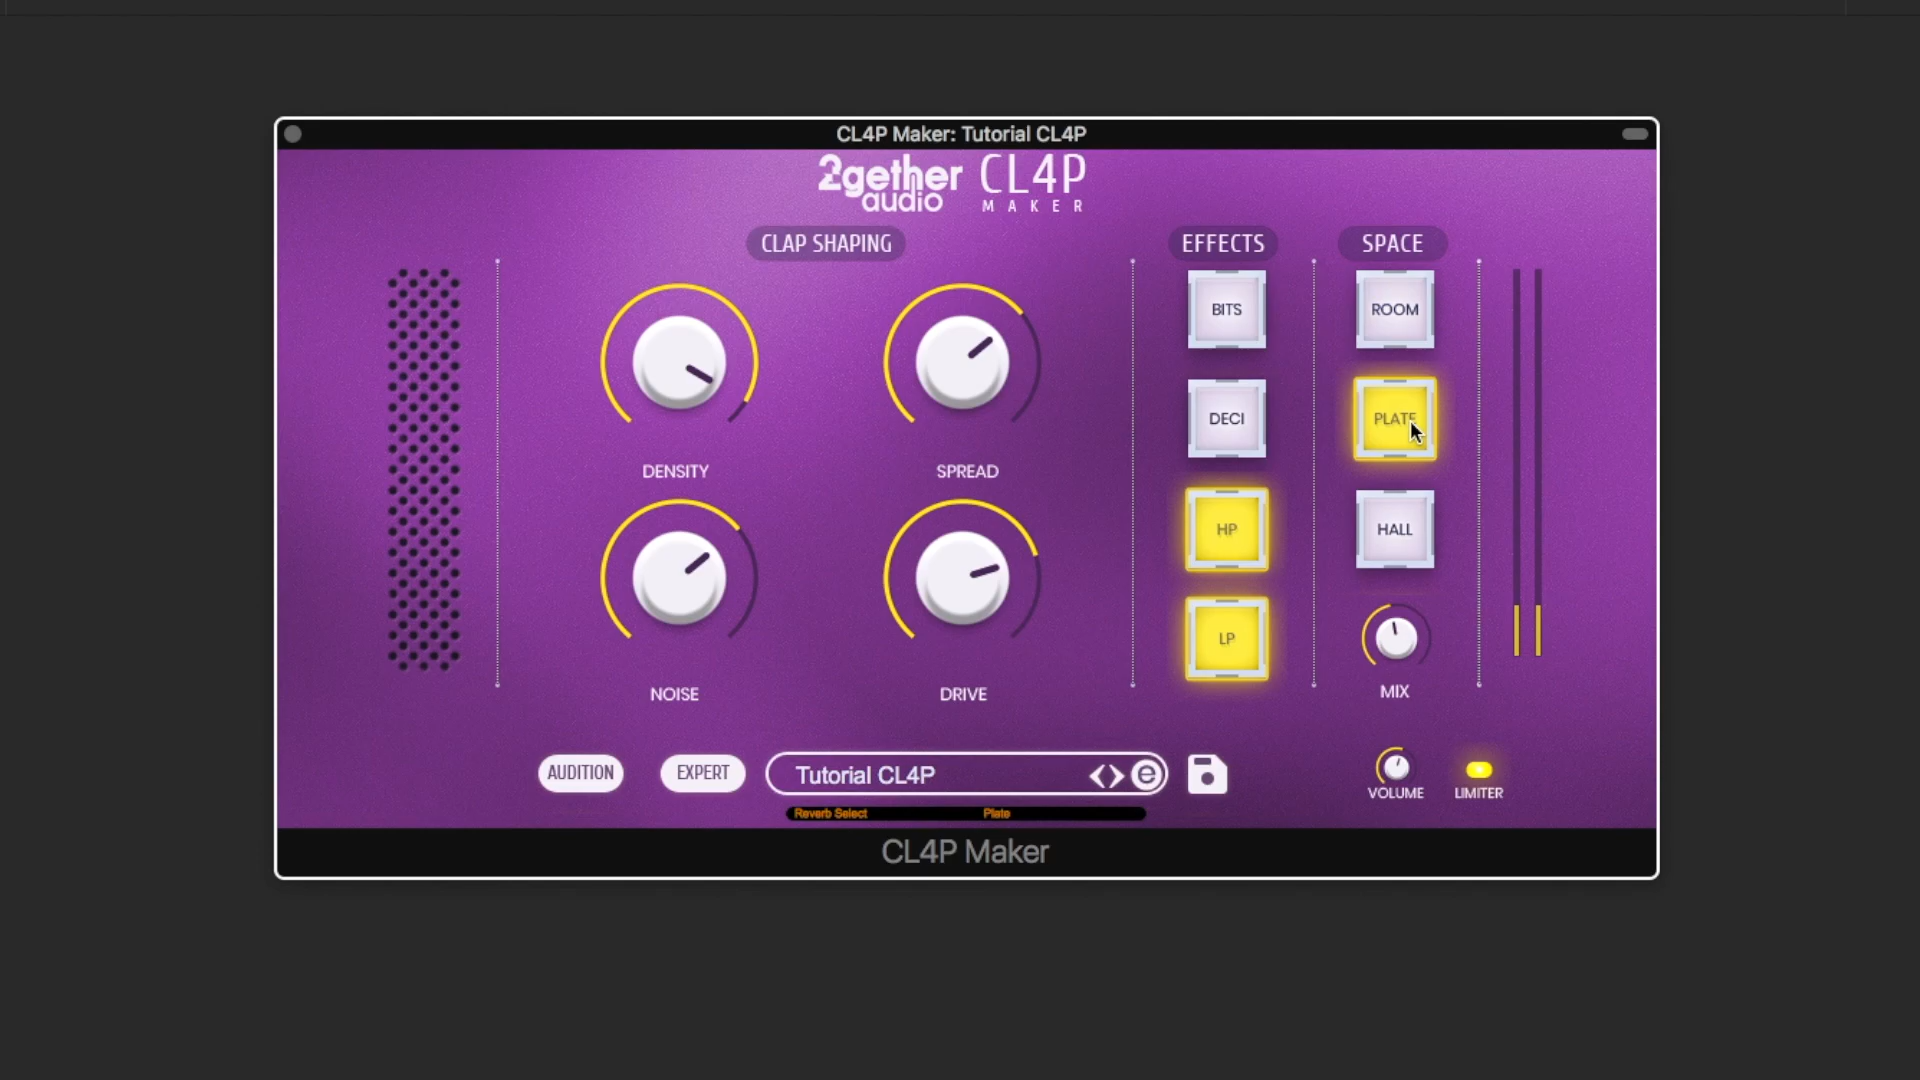 CL4P Maker: Tutorial CL4P
2gether audio CL4P MAKER
CLAP SHAPING
EFFECTS
SPACE
BITS
ROOM
DECI
PLATE
DENSITY
SPREAD
HP
HALL
LP
NOISE
DRIVE
MIX
AUDITION
EXPERT
Tutorial CL4P
e
VOLUME
LIMITER
Reverb Select
Plate
CL4P Maker